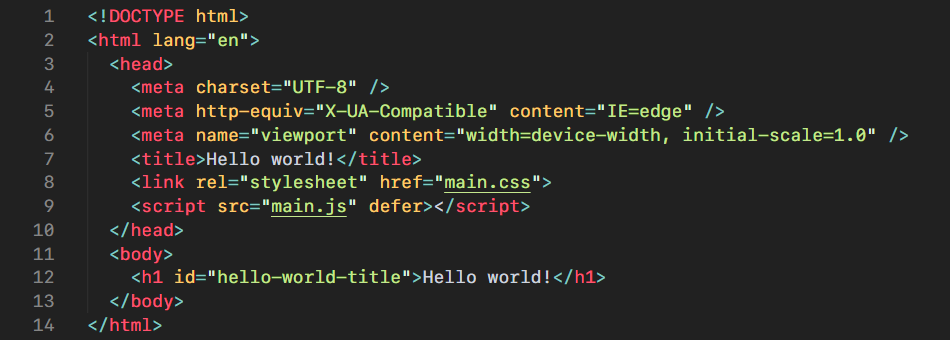 1 <!DOCTYPE html>
2 <html lang="en">
3   <head>
4     <meta charset="UTF-8" />
5     <meta http-equiv="X-UA-Compatible" content="IE=edge" />
6     <meta name="viewport" content="width=device-width, initial-scale=1.0" />
7     <title>Hello world!</title>
8     <link rel="stylesheet" href="main.css">
9     <script src="main.js" defer></script>
10   </head>
11   <body>
12     <h1 id="hello-world-title">Hello world!</h1>
13   </body>
14 </html>